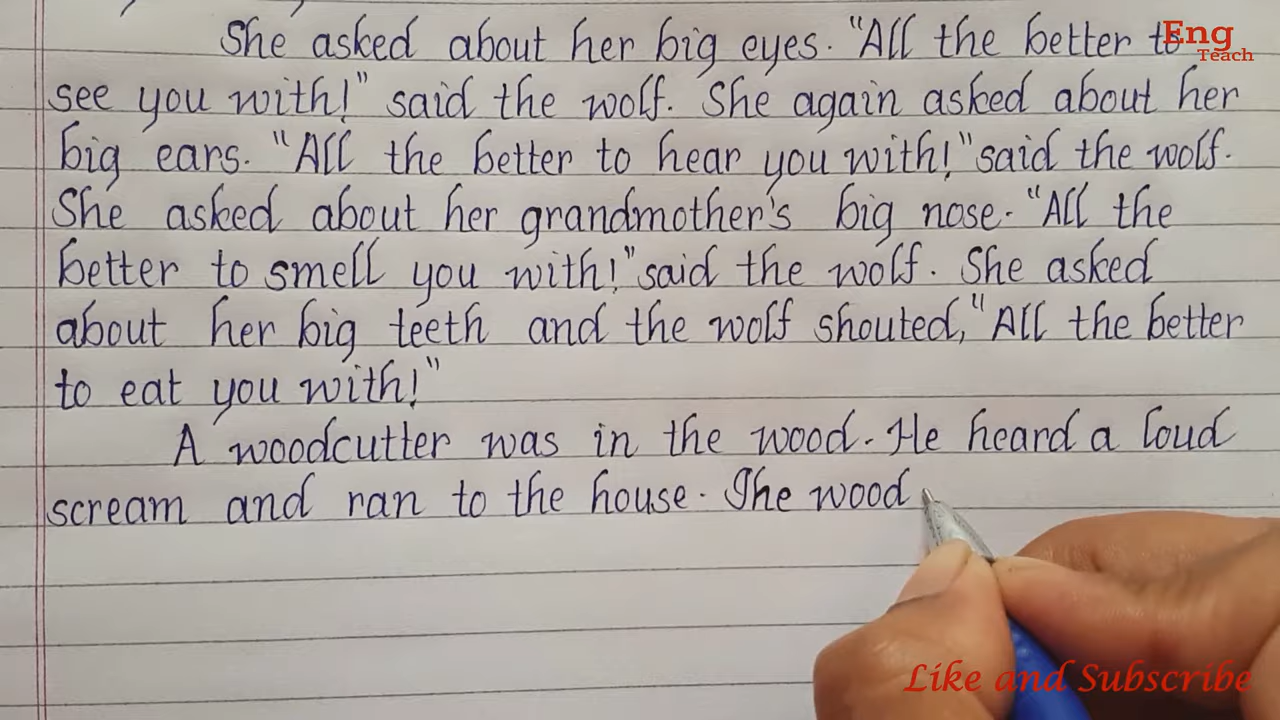 She asked about her big eyes. "All the better to
Eng
Teach
see you with!" said the wolf. She again asked about her
big ears. "All the better to hear you with!" said the wolf.
She asked about her grandmother's big nose. "All the
better to smell you with!" said the wolf. She asked
about her big teeth and the wolf shouted, "All the better
to eat you with!"
A woodcutter was in the wood. He heard a loud
scream and ran to the house. The wood
Like and Subscribe